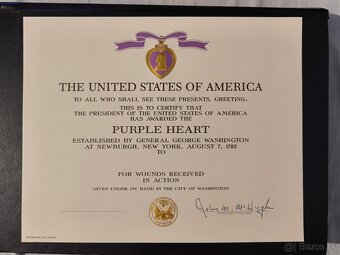 THE UNITED STATES OF AMERICA
TO ALL WHO SHALL SEE THESE PRESENTS, GREETING:
THIS IS TO CERTIFY THAT
THE PRESIDENT OF THE UNITED STATES OF AMERICA
HAS AWARDED THE
PURPLE HEART
ESTABLISHED BY GENERAL GEORGE WASHINGTON
AT NEWBURGH, NEW YORK, AUGUST 7, 1782
TO
FOR WOUNDS RECEIVED
IN ACTION
GIVEN UNDER MY HAND IN THE CITY OF WASHINGTON
John M. McHugh
bazos.sk